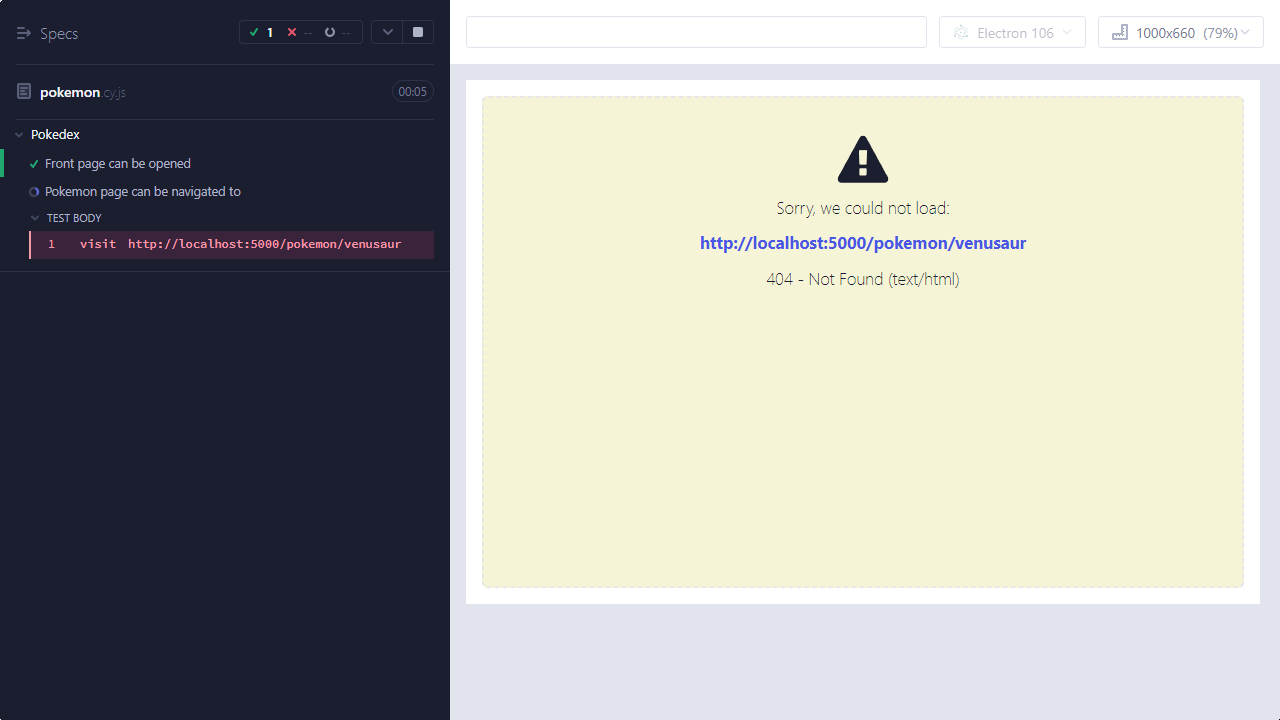 Specs
1 -- --
pokemon.cy.js
00:05
Pokedex
Front page can be opened
Pokemon page can be navigated to
TEST BODY
1 visit http://localhost:5000/pokemon/venusaur
Electron 106
1000x660 (79%)
Sorry, we could not load:
http://localhost:5000/pokemon/venusaur
404 - Not Found (text/html)